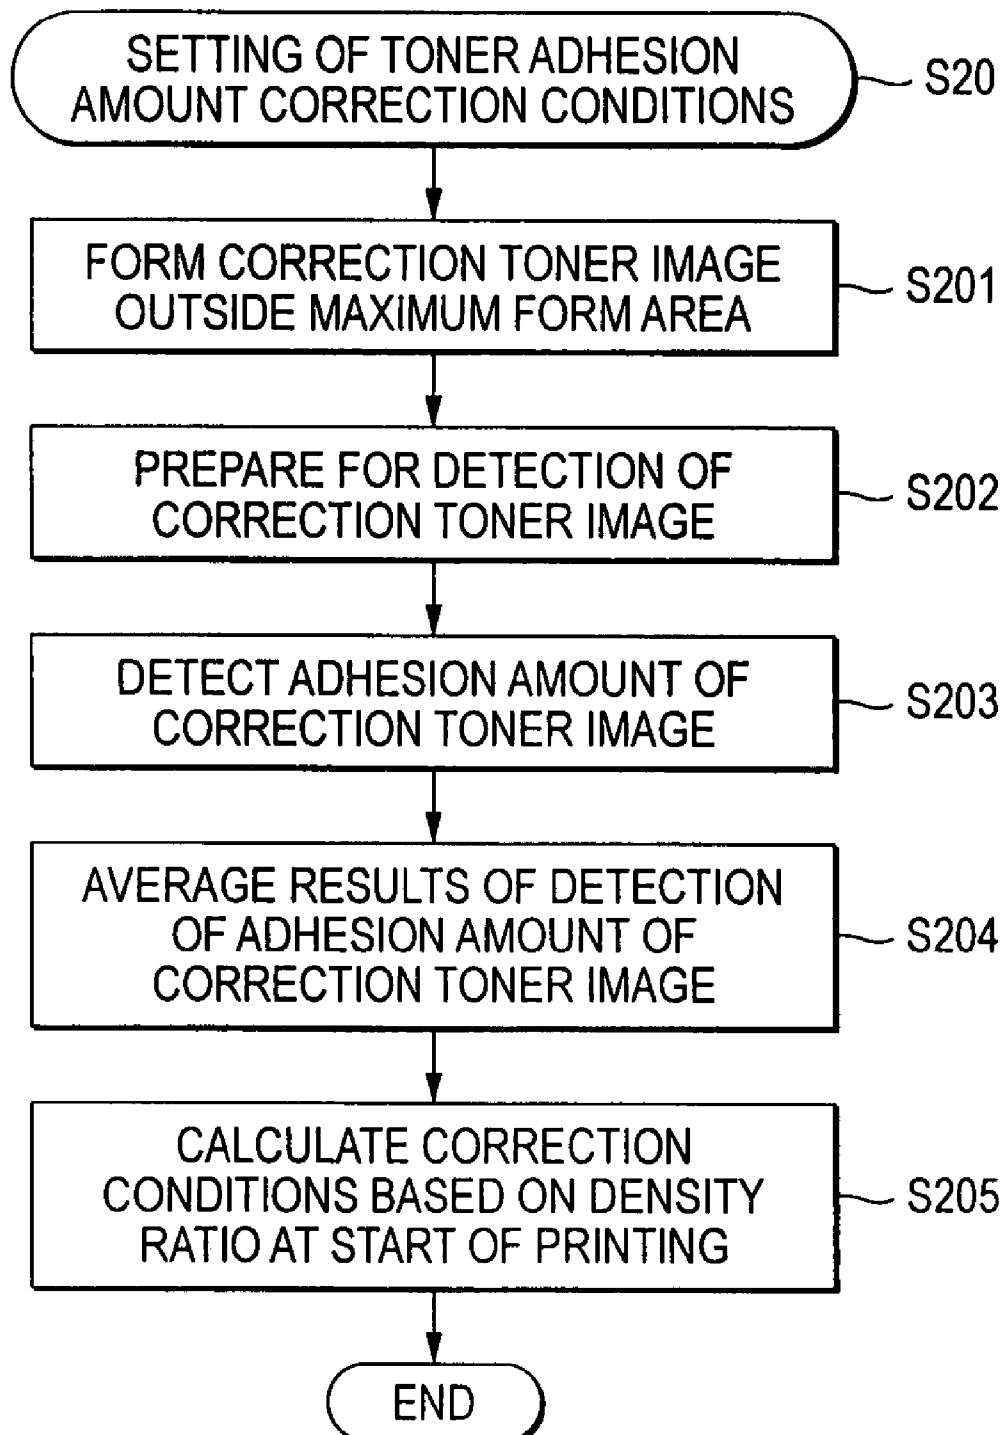 SETTING OF TONER ADHESION
AMOUNT CORRECTION CONDITIONS
S20
FORM CORRECTION TONER IMAGE
OUTSIDE MAXIMUM FORM AREA
S201
PREPARE FOR DETECTION OF
CORRECTION TONER IMAGE
S202
DETECT ADHESION AMOUNT OF
CORRECTION TONER IMAGE
S203
AVERAGE RESULTS OF DETECTION
OF ADHESION AMOUNT OF
CORRECTION TONER IMAGE
S204
CALCULATE CORRECTION
CONDITIONS BASED ON DENSITY
RATIO AT START OF PRINTING
S205
END